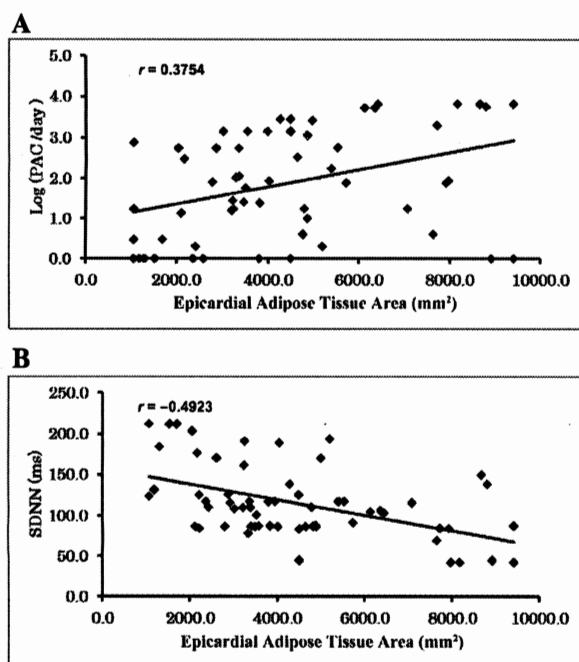 A
r = 0.3754
5.0
4.0
3.0
2.0
1.0
0.0
Log (PAC /day)
0.0 2000.0 4000.0 6000.0 8000.0 10000.0
Epicardial Adipose Tissue Area (mm²)
B
r = −0.4923
250.0
200.0
150.0
100.0
50.0
0.0
SDNN (ms)
0.0 2000.0 4000.0 6000.0 8000.0 10000.0
Epicardial Adipose Tissue Area (mm²)